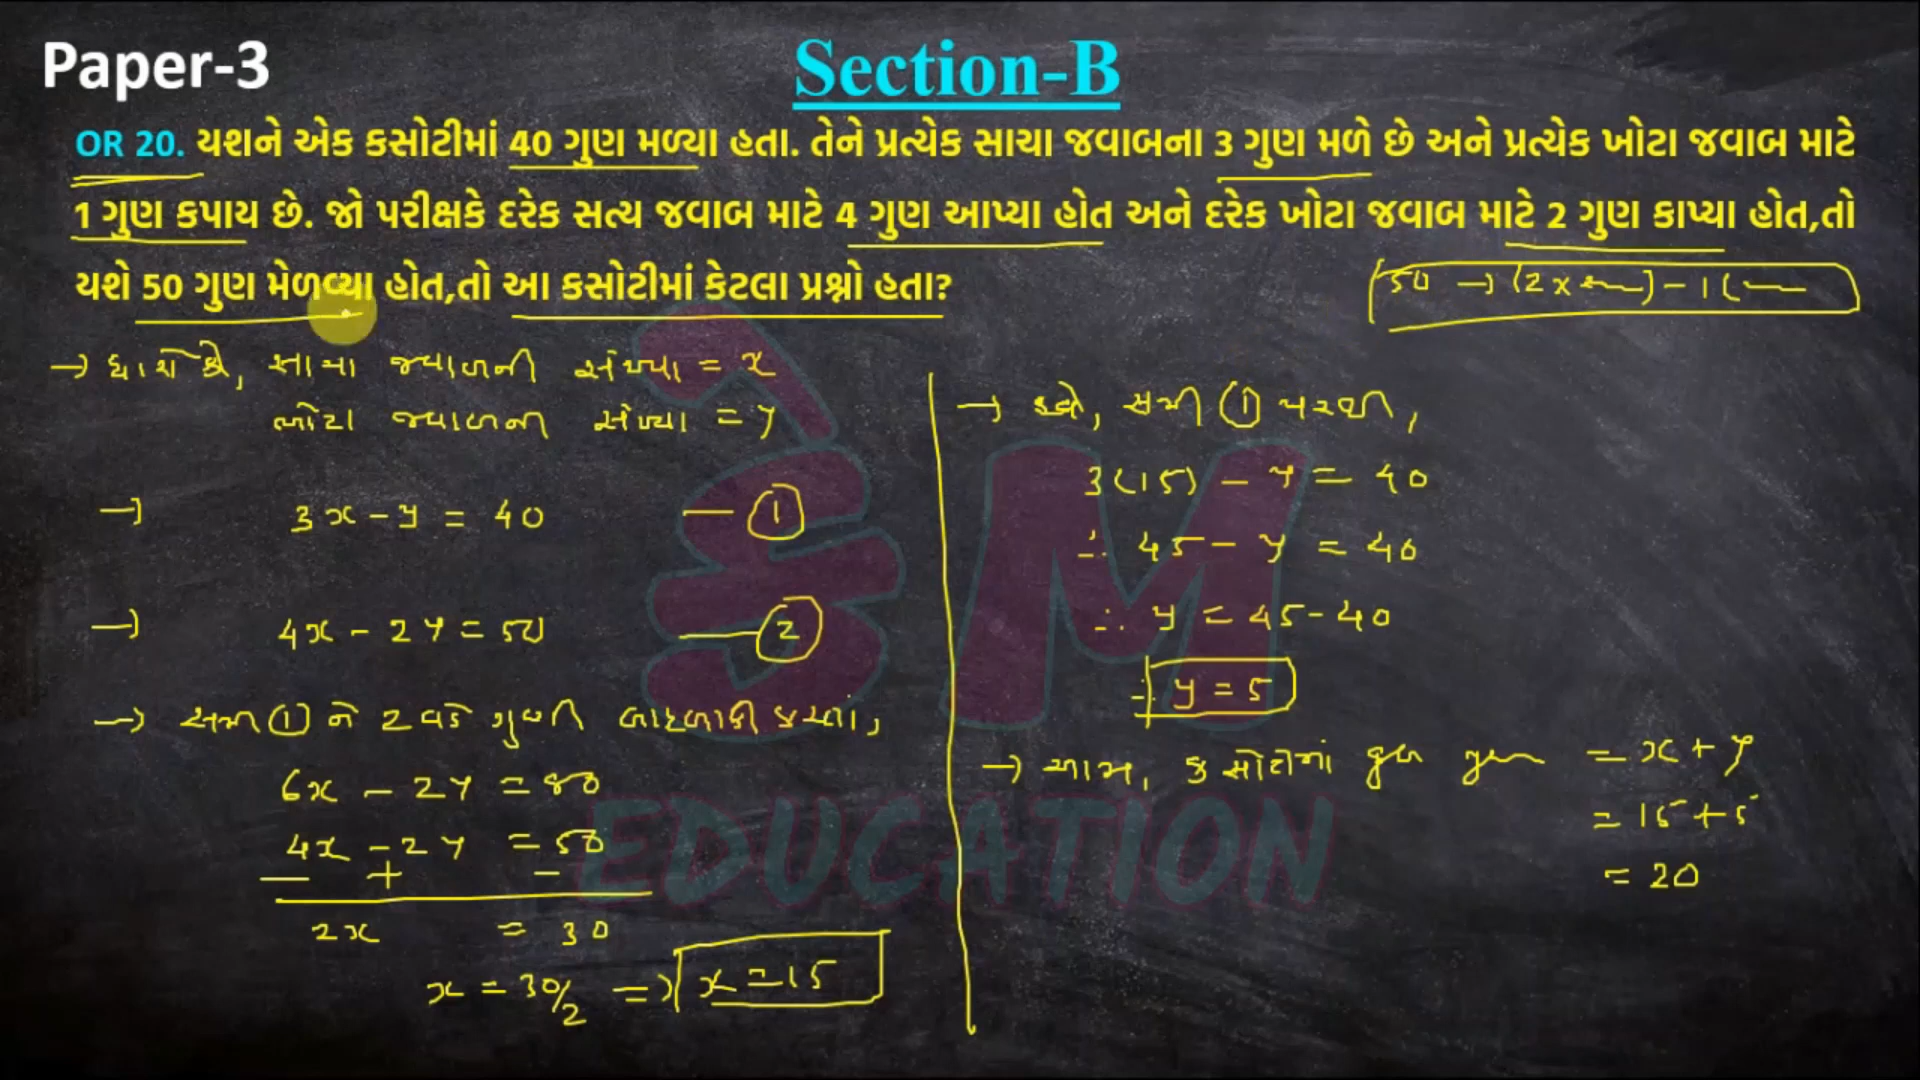 Paper-3
Section-B
OR 20. યશને એક કસોટીમાં 40 ગુણ મળ્યા હતા. તેને પ્રત્યેક સાચા જવાબના 3 ગુણ મળે છે અને પ્રત્યેક ખોટા જવાબ માટે
1 ગુણ કપાય છે. જો પરીક્ષકે દરેક સત્ય જવાબ માટે 4 ગુણ આપ્યા હોત અને દરેક ખોટા જવાબ માટે 2 ગુણ કાપ્યા હોત,તો
યશે 50 ગુણ મેળવ્યા હોત,તો આ કસોટીમાં કેટલા પ્રશ્નો હતા?
50 → (2 x
→ ધારો કે, સાચા જવાબની સંખ્યા = x
ખોટા જવાબની સંખ્યા = y
→ 3x - y = 40 — 1
→ 4x - 2y = 50 — 2
→ સમી (1) ને 2 વડે ગુણી બાદબાકી કરતાં,
6x - 2y = 80
4x - 2y = 50
− + −
2x = 30
x = 30/2 => x = 15
→ હવે, સમી 1 પરથી,
3(15) - y = 40
∴ 45 - y = 40
∴ y = 45 - 40
∴ y = 5
→ આમ, કસોટીમાં કુલ = x + y
= 15 + 5
= 20
કેM
EDUCATION